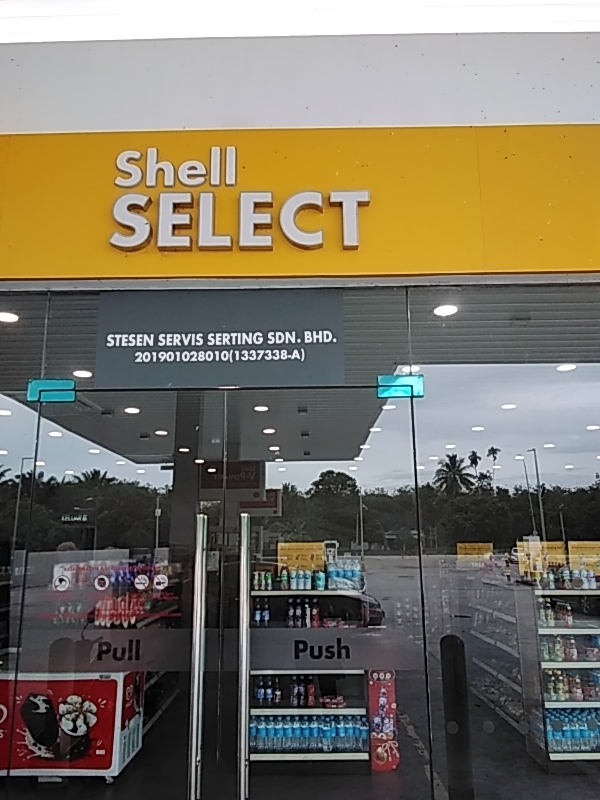 Shell
SELECT
STESEN SERVIS SERTING SDN. BHD.
201901028010(1337338-A)
Pull
Push